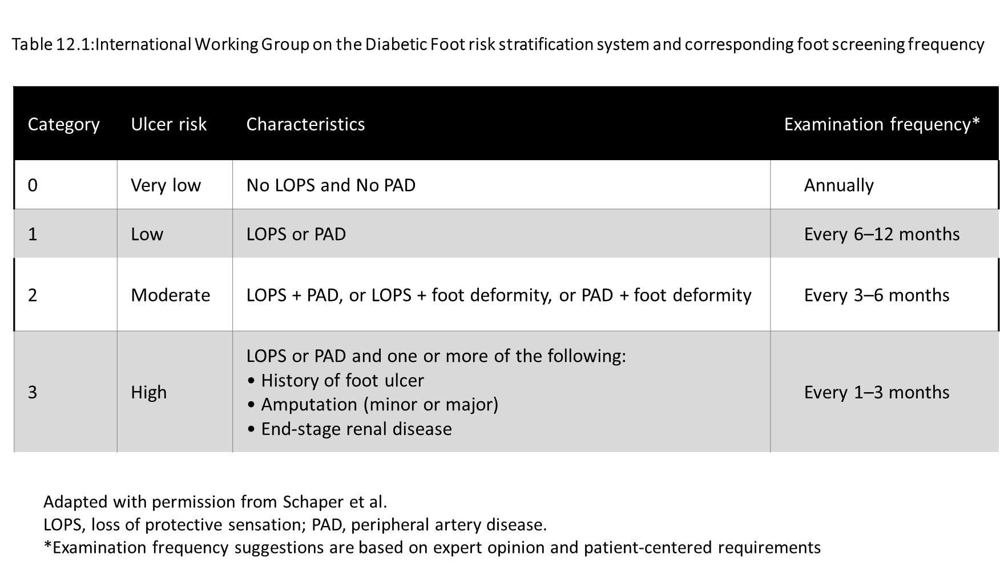 Table 12.1:International Working Group on the Diabetic Foot risk stratification system and corresponding foot screening frequency
Category Ulcer risk Characteristics Examination frequency*
0 Very low No LOPS and No PAD Annually
1 Low LOPS or PAD Every 6–12 months
2 Moderate LOPS + PAD, or LOPS + foot deformity, or PAD + foot deformity Every 3–6 months
3 High LOPS or PAD and one or more of the following:
• History of foot ulcer
• Amputation (minor or major)
• End-stage renal disease
Every 1–3 months
Adapted with permission from Schaper et al.
LOPS, loss of protective sensation; PAD, peripheral artery disease.
*Examination frequency suggestions are based on expert opinion and patient-centered requirements